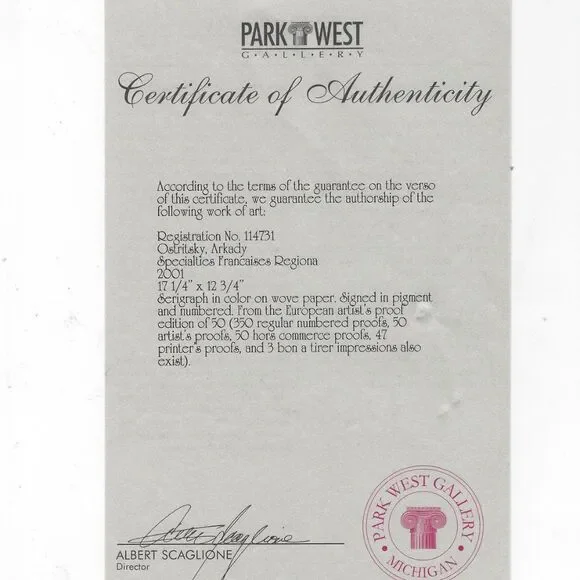 PARK WEST
G·A·L·L·E·R·Y
Certificate of Authenticity
According to the terms of the guarantee on the verso
of this certificate, we guarantee the authorship of the
following work of art:
Registration No. 114731
Ostritsky, Arkady
Specialties Francaises Regiona
2001
17 1/4" x 12 3/4"
Serigraph in color on wove paper. Signed in pigment
and numbered. From the European artist's proof
edition of 50 (350 regular numbered proofs, 50
artist's proofs, 50 hors commerce proofs, 47
printer's proofs, and 3 bon a tirer impressions also
exist).
ALBERT SCAGLIONE
Director
PARK WEST GALLERY
• MICHIGAN •